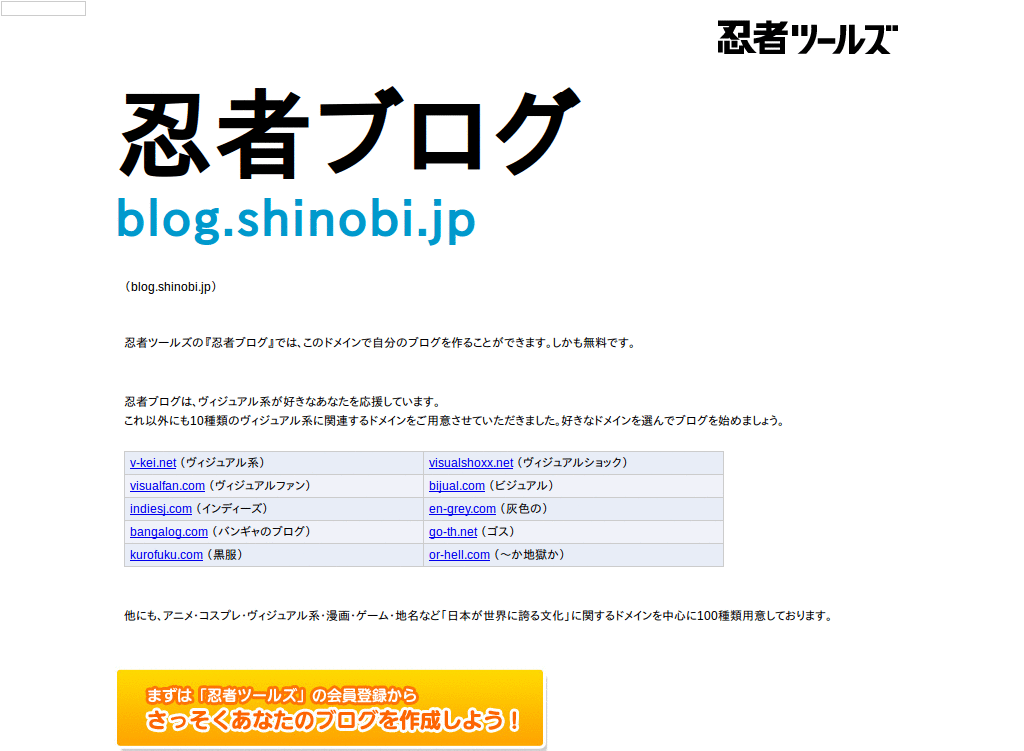 忍者ツールズ
忍者ブログ
blog.shinobi.jp
（blog.shinobi.jp）
忍者ツールズの『忍者ブログ』では、このドメインで自分のブログを作ることができます。しかも無料です。
忍者ブログは、ヴィジュアル系が好きなあなたを応援しています。
これ以外にも10種類のヴィジュアル系に関連するドメインをご用意させていただきました。好きなドメインを選んでブログを始めましょう。
v-kei.net（ヴィジュアル系） visualshoxx.net（ヴィジュアルショック）
visualfan.com（ヴィジュアルファン） bijual.com（ビジュアル）
indiesj.com（インディーズ） en-grey.com（灰色の）
bangalog.com（バンギャのブログ） go-th.net（ゴス）
kurofuku.com（黒服） or-hell.com（～か地獄か）
他にも、アニメ・コスプレ・ヴィジュアル系・漫画・ゲーム・地名など「日本が世界に誇る文化」に関するドメインを中心に100種類用意しております。
まずは「忍者ツールズ」の会員登録から
さっそくあなたのブログを作成しよう！